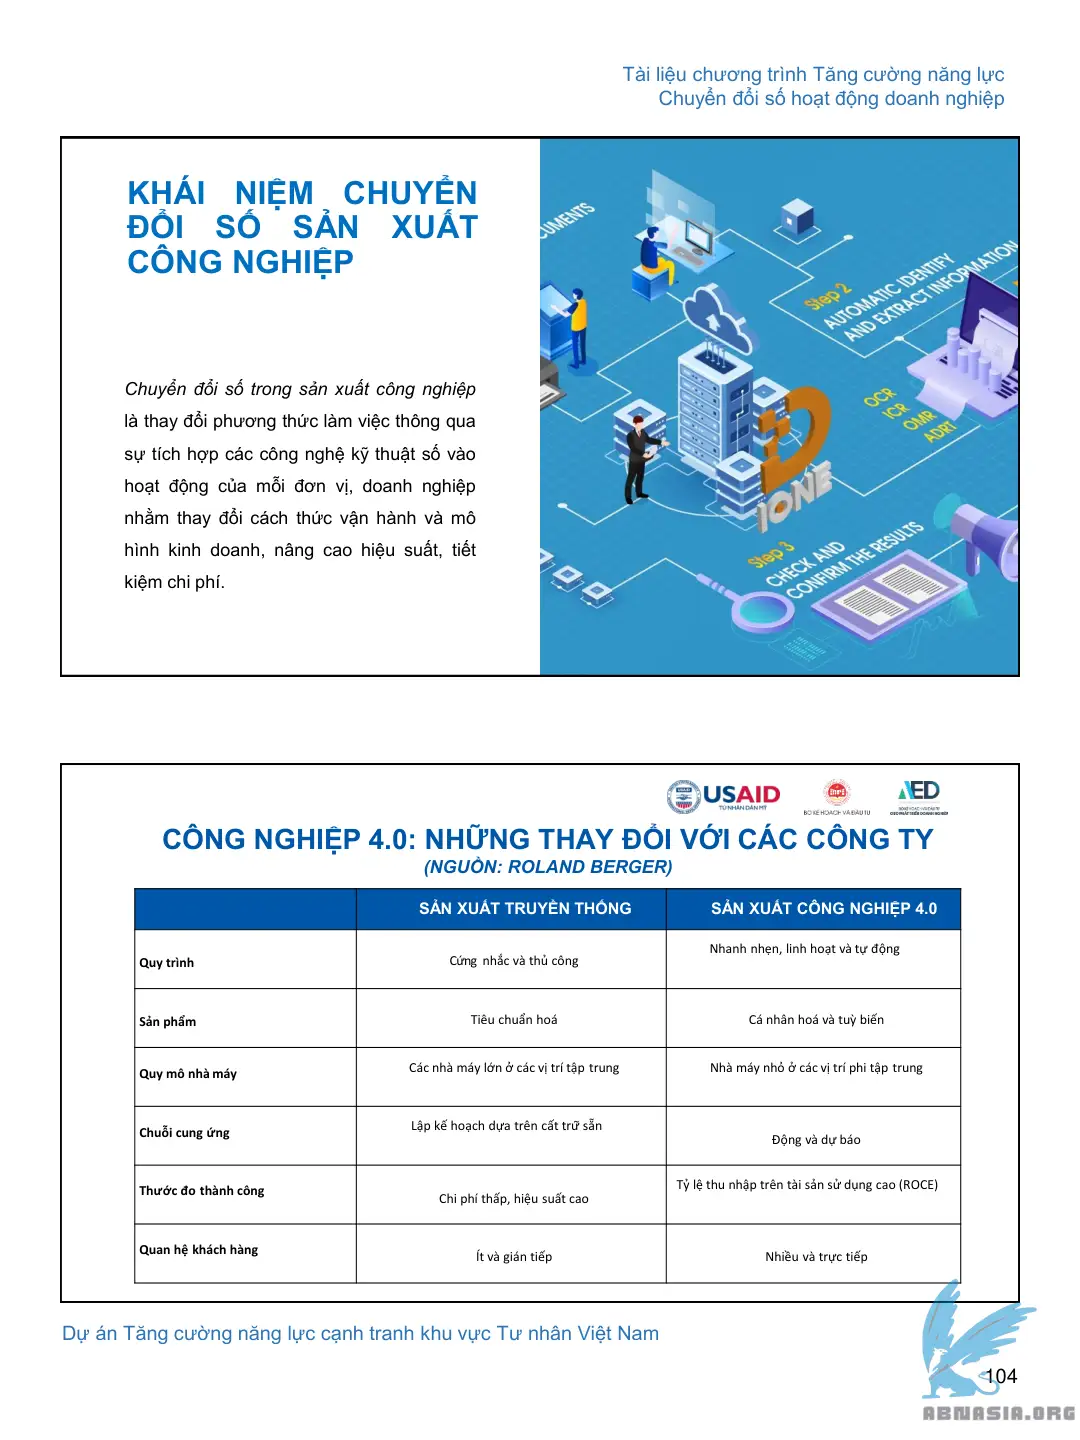 Tài liệu chương trình Tăng cường năng lực
Chuyển đổi số hoạt động doanh nghiệp
KHÁI NIỆM CHUYỂN
ĐỔI SỐ SẢN XUẤT
CÔNG NGHIỆP
Chuyển đổi số trong sản xuất công nghiệp
là thay đổi phương thức làm việc thông qua
sự tích hợp các công nghệ kỹ thuật số vào
hoạt động của mỗi đơn vị, doanh nghiệp
nhằm thay đổi cách thức vận hành và mô
hình kinh doanh, nâng cao hiệu suất, tiết
kiệm chi phí.
CUMENTS
Step 2
AUTOMATIC IDENTIFY
AND EXTRACT INFORMATION
OCR
ICR
OMR
ADRT
D
IONE
Step 3
CHECK AND
CONFIRM THE RESULTS
USAID
TỪ NHÂN DÂN MỸ
BỘ KẾ HOẠCH VÀ ĐẦU TƯ
AED
CÔNG NGHIỆP 4.0: NHỮNG THAY ĐỔI VỚI CÁC CÔNG TY
(NGUỒN: ROLAND BERGER)
SẢN XUẤT TRUYỀN THỐNG SẢN XUẤT CÔNG NGHIỆP 4.0
Quy trình Cứng nhắc và thủ công Nhanh nhẹn, linh hoạt và tự động
Sản phẩm Tiêu chuẩn hoá Cá nhân hoá và tuỳ biến
Quy mô nhà máy Các nhà máy lớn ở các vị trí tập trung Nhà máy nhỏ ở các vị trí phi tập trung
Chuỗi cung ứng Lập kế hoạch dựa trên cất trữ sẵn Động và dự báo
Thước đo thành công Chi phí thấp, hiệu suất cao Tỷ lệ thu nhập trên tài sản sử dụng cao (ROCE)
Quan hệ khách hàng Ít và gián tiếp Nhiều và trực tiếp
Dự án Tăng cường năng lực cạnh tranh khu vực Tư nhân Việt Nam
104
ABNASIA.ORG